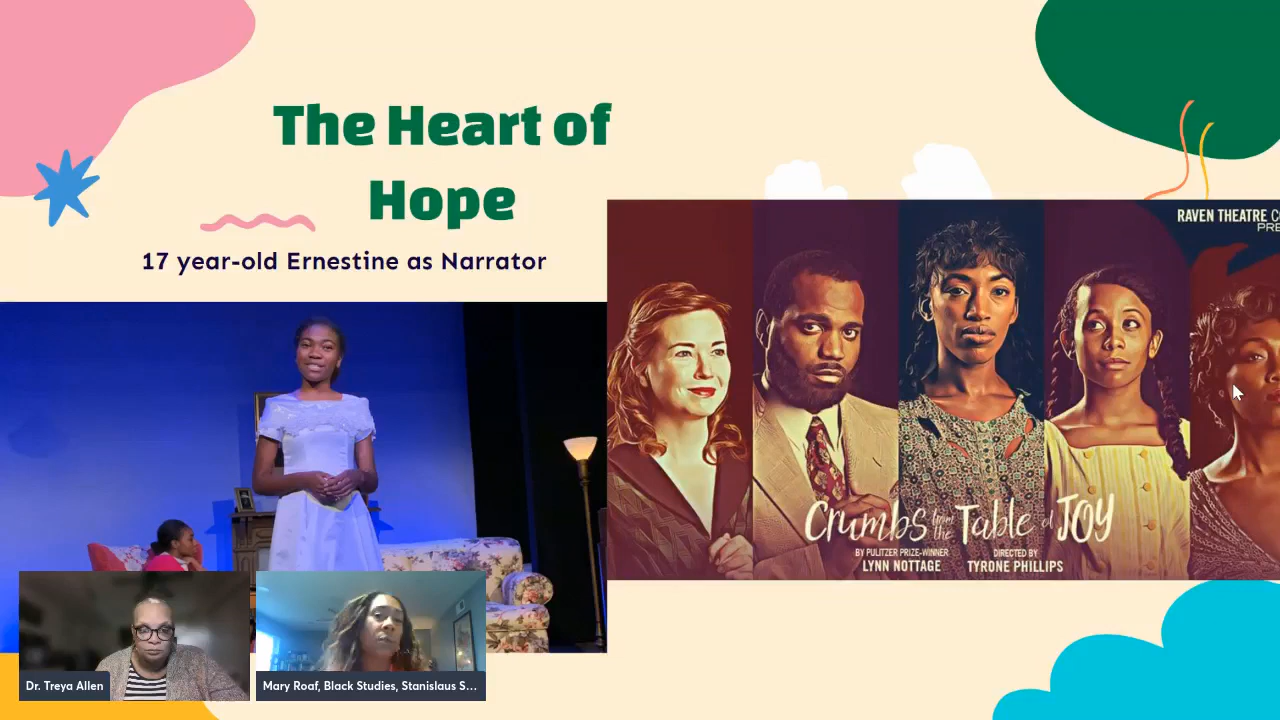 The Heart of
Hope
17 year-old Ernestine as Narrator
RAVEN THEATRE
Crumbs from the Table of JOY
BY PULITZER PRIZE-WINNER
LYNN NOTTAGE
DIRECTED BY
TYRONE PHILLIPS
Dr. Treya Allen
Mary Roaf, Black Studies, Stanislaus S...